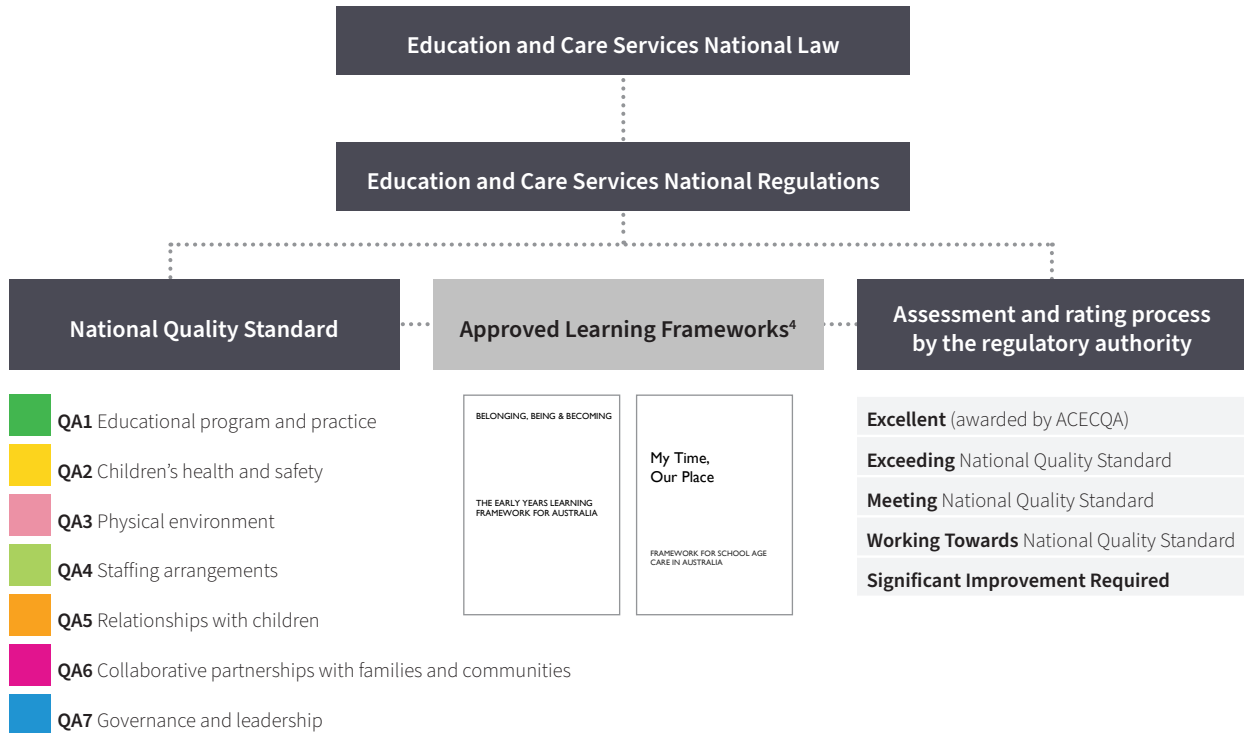 Education and Care Services National Law
Education and Care Services National Regulations
National Quality Standard
QA1 Educational program and practice
QA2 Children’s health and safety
QA3 Physical environment
QA4 Staffing arrangements
QA5 Relationships with children
QA6 Collaborative partnerships with families and communities
QA7 Governance and leadership
Approved Learning Frameworks⁴
BELONGING, BEING & BECOMING
THE EARLY YEARS LEARNING
FRAMEWORK FOR AUSTRALIA
My Time,
Our Place
FRAMEWORK FOR SCHOOL AGE
CARE IN AUSTRALIA
Assessment and rating process
by the regulatory authority
Excellent (awarded by ACECQA)
Exceeding National Quality Standard
Meeting National Quality Standard
Working Towards National Quality Standard
Significant Improvement Required